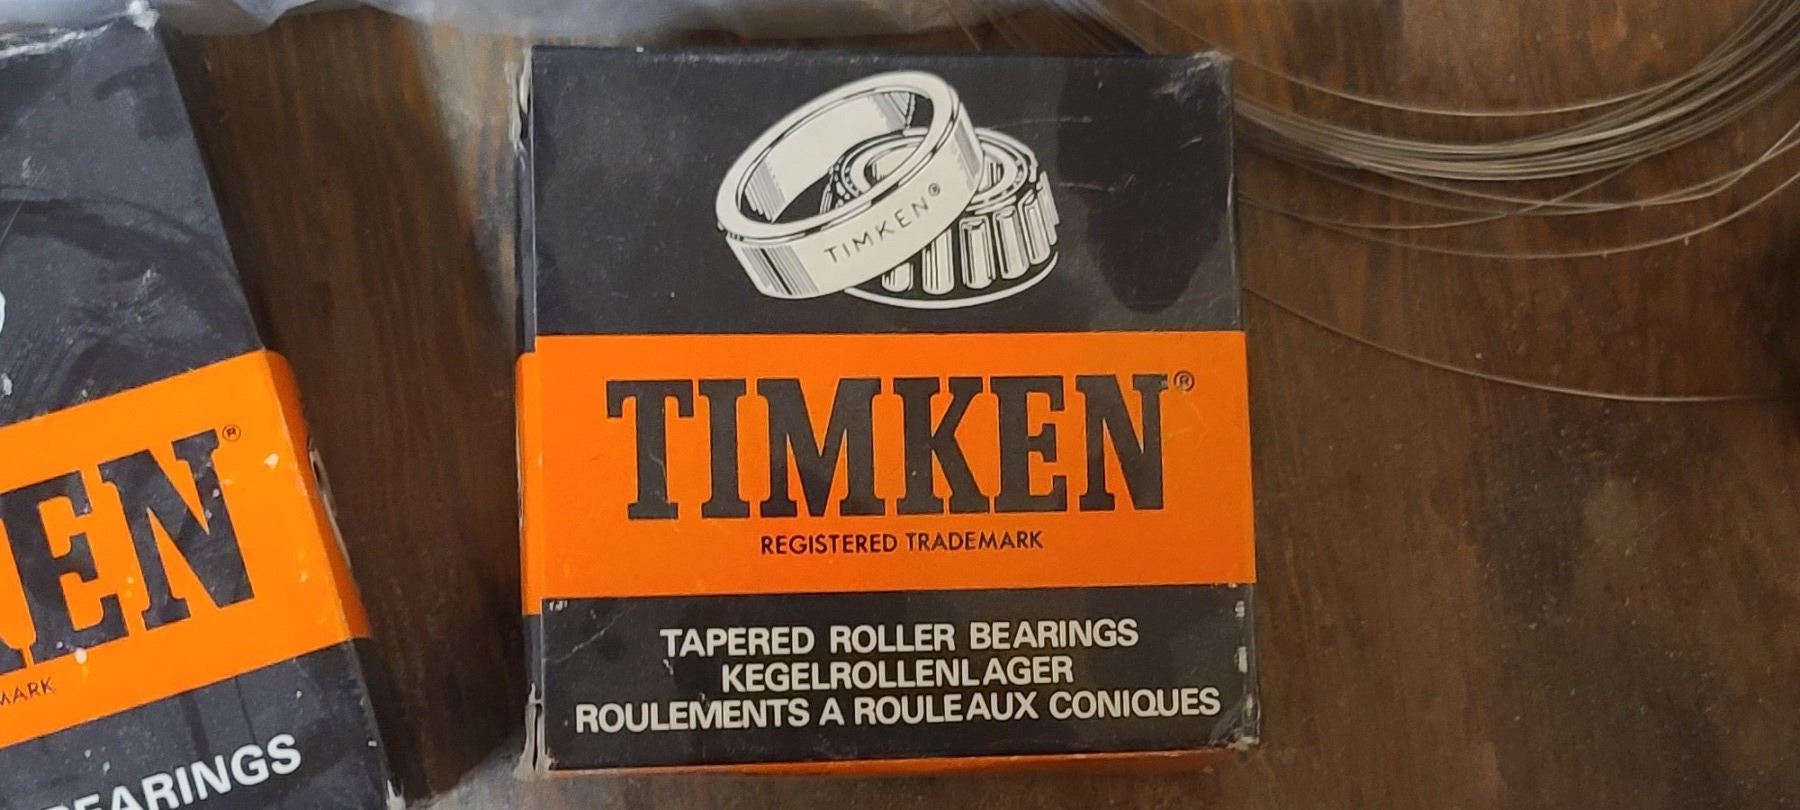 TIMKEN®
TIMKEN®
REGISTERED TRADEMARK
TAPERED ROLLER BEARINGS
KEGELROLLENLAGER
ROULEMENTS A ROULEAUX CONIQUES
KEN®
MARK
BEARINGS